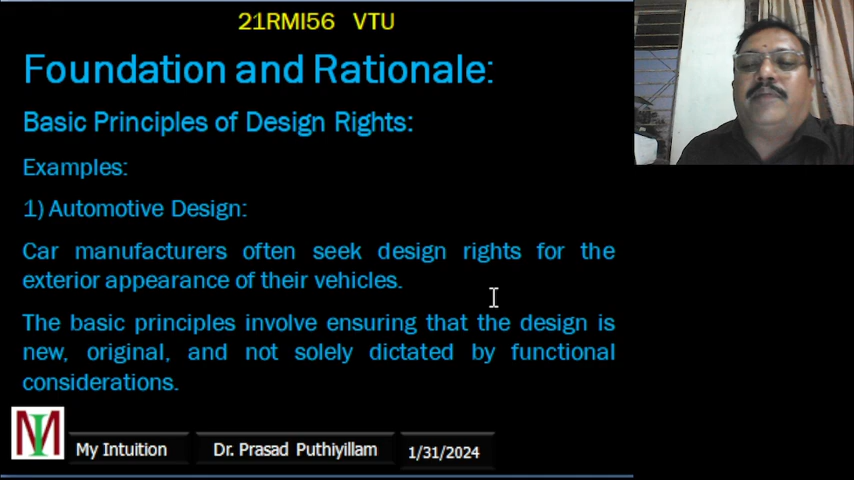 21RMI56 VTU
Foundation and Rationale:
Basic Principles of Design Rights:
Examples:
1) Automotive Design:
Car manufacturers often seek design rights for the
exterior appearance of their vehicles.
The basic principles involve ensuring that the design is
new, original, and not solely dictated by functional
considerations.
MI
My Intuition
Dr. Prasad Puthiyillam
1/31/2024